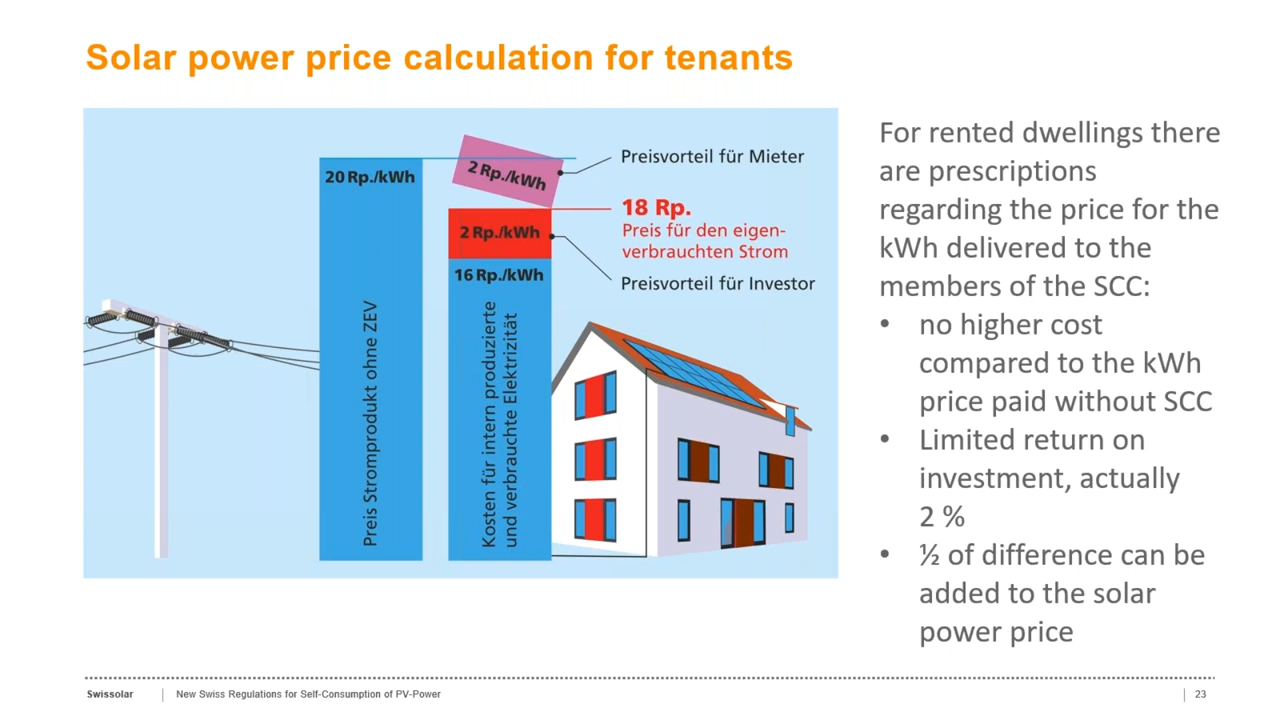 Solar power price calculation for tenants
20 Rp./kWh
Preis Stromprodukt ohne ZEV
2 Rp./kWh
2 Rp./kWh
16 Rp./kWh
Kosten für intern produzierte
und verbrauchte Elektrizität
Preisvorteil für Mieter
18 Rp.
Preis für den eigen-
verbrauchten Strom
Preisvorteil für Investor
For rented dwellings there
are prescriptions
regarding the price for the
kWh delivered to the
members of the SCC:
• no higher cost
compared to the kWh
price paid without SCC
• Limited return on
investment, actually
2 %
• ½ of difference can be
added to the solar
power price
Swissolar | New Swiss Regulations for Self-Consumption of PV-Power | 23